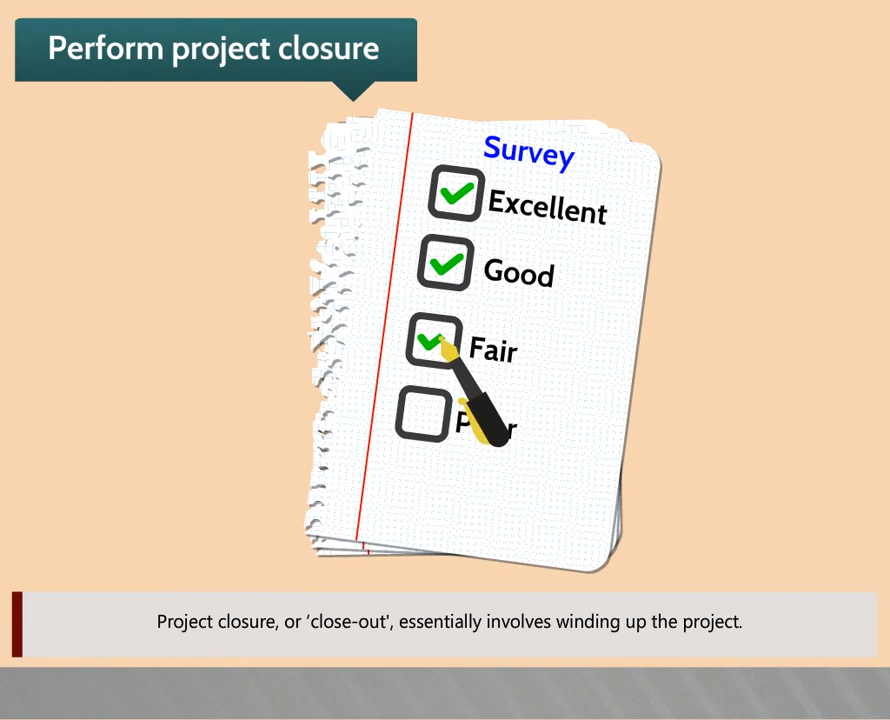 Perform project closure
Survey
Excellent
Good
Fair
Project closure, or ‘close-out', essentially involves winding up the project.